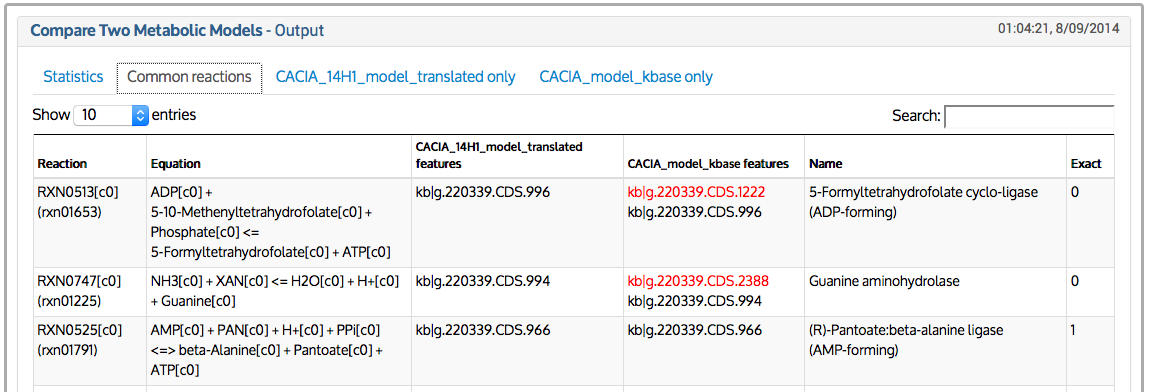 Compare Two Metabolic Models - Output
01:04:21, 8/09/2014
Statistics
Common reactions
CACIA_14H1_model_translated only
CACIA_model_kbase only
Show 10 entries
Search:
Reaction
Equation
CACIA_14H1_model_translated
features
CACIA_model_kbase features
Name
Exact
RXN0513[c0]
(rxn01653)
ADP[c0] +
5-10-Methenyltetrahydrofolate[c0] +
Phosphate[c0] <=
5-Formyltetrahydrofolate[c0] + ATP[c0]
kb|g.220339.CDS.996
kb|g.220339.CDS.1222
kb|g.220339.CDS.996
5-Formyltetrahydrofolate cyclo-ligase
(ADP-forming)
0
RXN0747[c0]
(rxn01225)
NH3[c0] + XAN[c0] <= H2O[c0] + H+[c0]
+ Guanine[c0]
kb|g.220339.CDS.994
kb|g.220339.CDS.2388
kb|g.220339.CDS.994
Guanine aminohydrolase
0
RXN0525[c0]
(rxn01791)
AMP[c0] + PAN[c0] + H+[c0] + PPi[c0]
<=> beta-Alanine[c0] + Pantoate[c0] +
ATP[c0]
kb|g.220339.CDS.966
kb|g.220339.CDS.966
(R)-Pantoate:beta-alanine ligase
(AMP-forming)
1